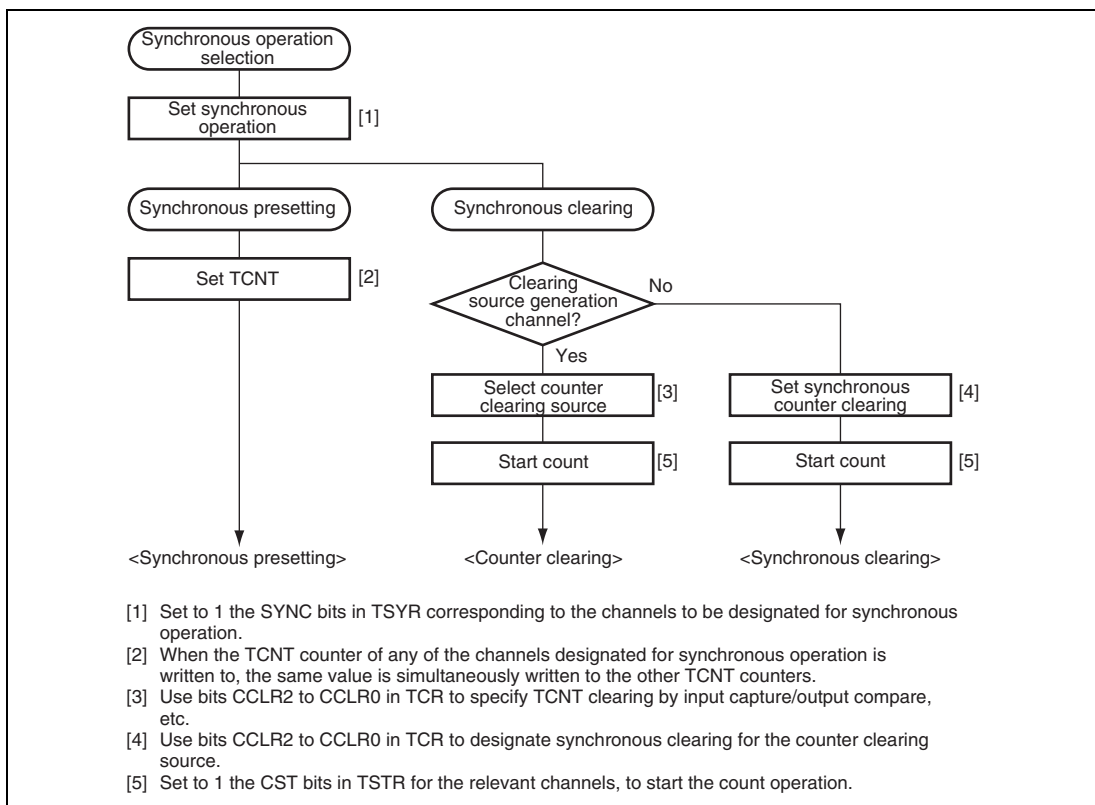 Synchronous operation
selection
Set synchronous
operation
[1]
Synchronous presetting
Synchronous clearing
Set TCNT
[2]
Clearing
source generation
channel?
No
Yes
Select counter
clearing source
[3]
Set synchronous
counter clearing
[4]
Start count
[5]
Start count
[5]
<Synchronous presetting>
<Counter clearing>
<Synchronous clearing>
[1] Set to 1 the SYNC bits in TSYR corresponding to the channels to be designated for synchronous
operation.
[2] When the TCNT counter of any of the channels designated for synchronous operation is
written to, the same value is simultaneously written to the other TCNT counters.
[3] Use bits CCLR2 to CCLR0 in TCR to specify TCNT clearing by input capture/output compare,
etc.
[4] Use bits CCLR2 to CCLR0 in TCR to designate synchronous clearing for the counter clearing
source.
[5] Set to 1 the CST bits in TSTR for the relevant channels, to start the count operation.